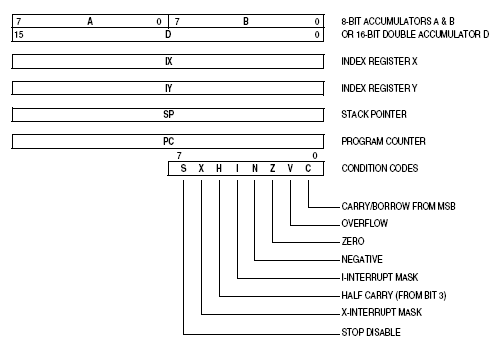 7 A 0 7 B 0 8-BIT ACCUMULATORS A & B
15 D 0 OR 16-BIT DOUBLE ACCUMULATOR D
IX INDEX REGISTER X
IY INDEX REGISTER Y
SP STACK POINTER
PC PROGRAM COUNTER
7 0
S X H I N Z V C CONDITION CODES
CARRY/BORROW FROM MSB
OVERFLOW
ZERO
NEGATIVE
I-INTERRUPT MASK
HALF CARRY (FROM BIT 3)
X-INTERRUPT MASK
STOP DISABLE